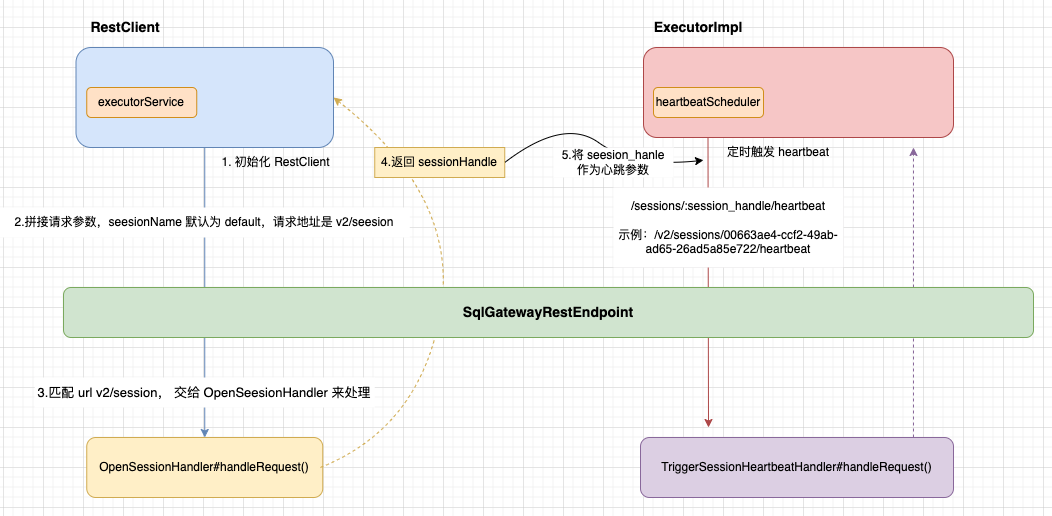 RestClient
ExecutorImpl
executorService
heartbeatScheduler
1. 初始化 RestClient
4.返回 sessionHandle
5.将 seesion_hanle
作为心跳参数
定时触发 heartbeat
2.拼接请求参数，seesionName 默认为 default，请求地址是 v2/seesion
/sessions/:session_handle/heartbeat
示例：/v2/sessions/00663ae4-ccf2-49ab-
ad65-26ad5a85e722/heartbeat
SqlGatewayRestEndpoint
3.匹配 url v2/session， 交给 OpenSeesionHandler 来处理
OpenSessionHandler#handleRequest()
TriggerSessionHeartbeatHandler#handleRequest()